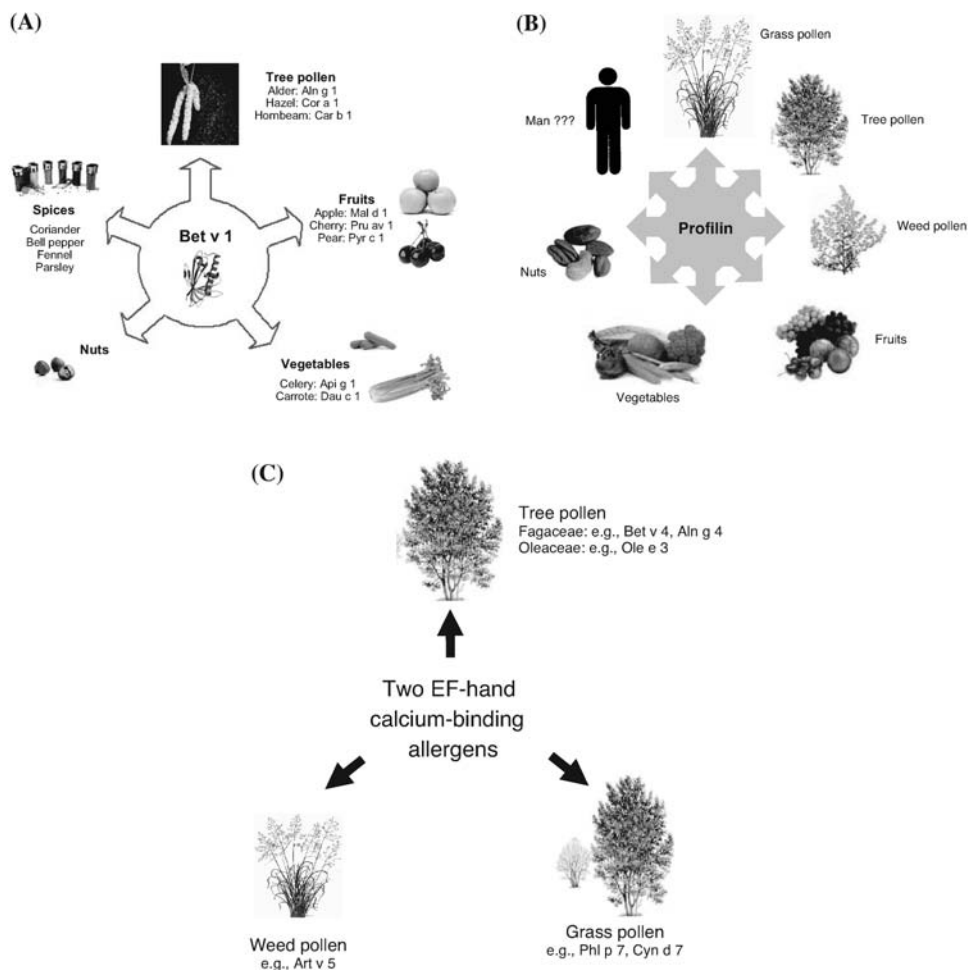 (A)
Tree pollen
Alder: Aln g 1
Hazel: Cor a 1
Hornbeam: Car b 1
Spices
Coriander
Bell pepper
Fennel
Parsley
Bet v 1
Fruits
Apple: Mal d 1
Cherry: Pru av 1
Pear: Pyr c 1
Nuts
Vegetables
Celery: Api g 1
Carrote: Dau c 1
(B)
Grass pollen
Man ???
Tree pollen
Profilin
Weed pollen
Nuts
Fruits
Vegetables
(C)
Tree pollen
Fagaceae: e.g., Bet v 4, Aln g 4
Oleaceae: e.g., Ole e 3
Two EF-hand
calcium-binding
allergens
Weed pollen
e.g., Art v 5
Grass pollen
e.g., Phl p 7, Cyn d 7